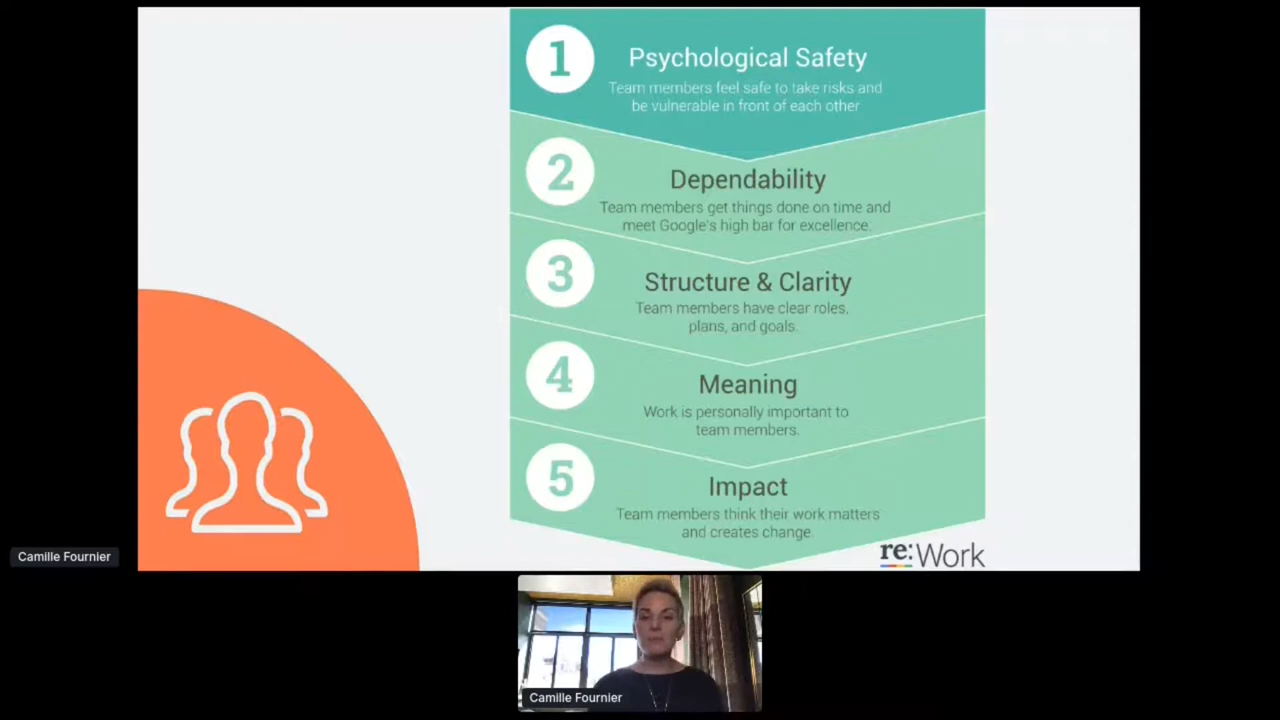 1
Psychological Safety
Team members feel safe to take risks and
be vulnerable in front of each other
2
Dependability
Team members get things done on time and
meet Google's high bar for excellence.
3
Structure & Clarity
Team members have clear roles,
plans, and goals.
4
Meaning
Work is personally important to
team members.
5
Impact
Team members think their work matters
and creates change.
re:Work
Camille Fournier
Camille Fournier